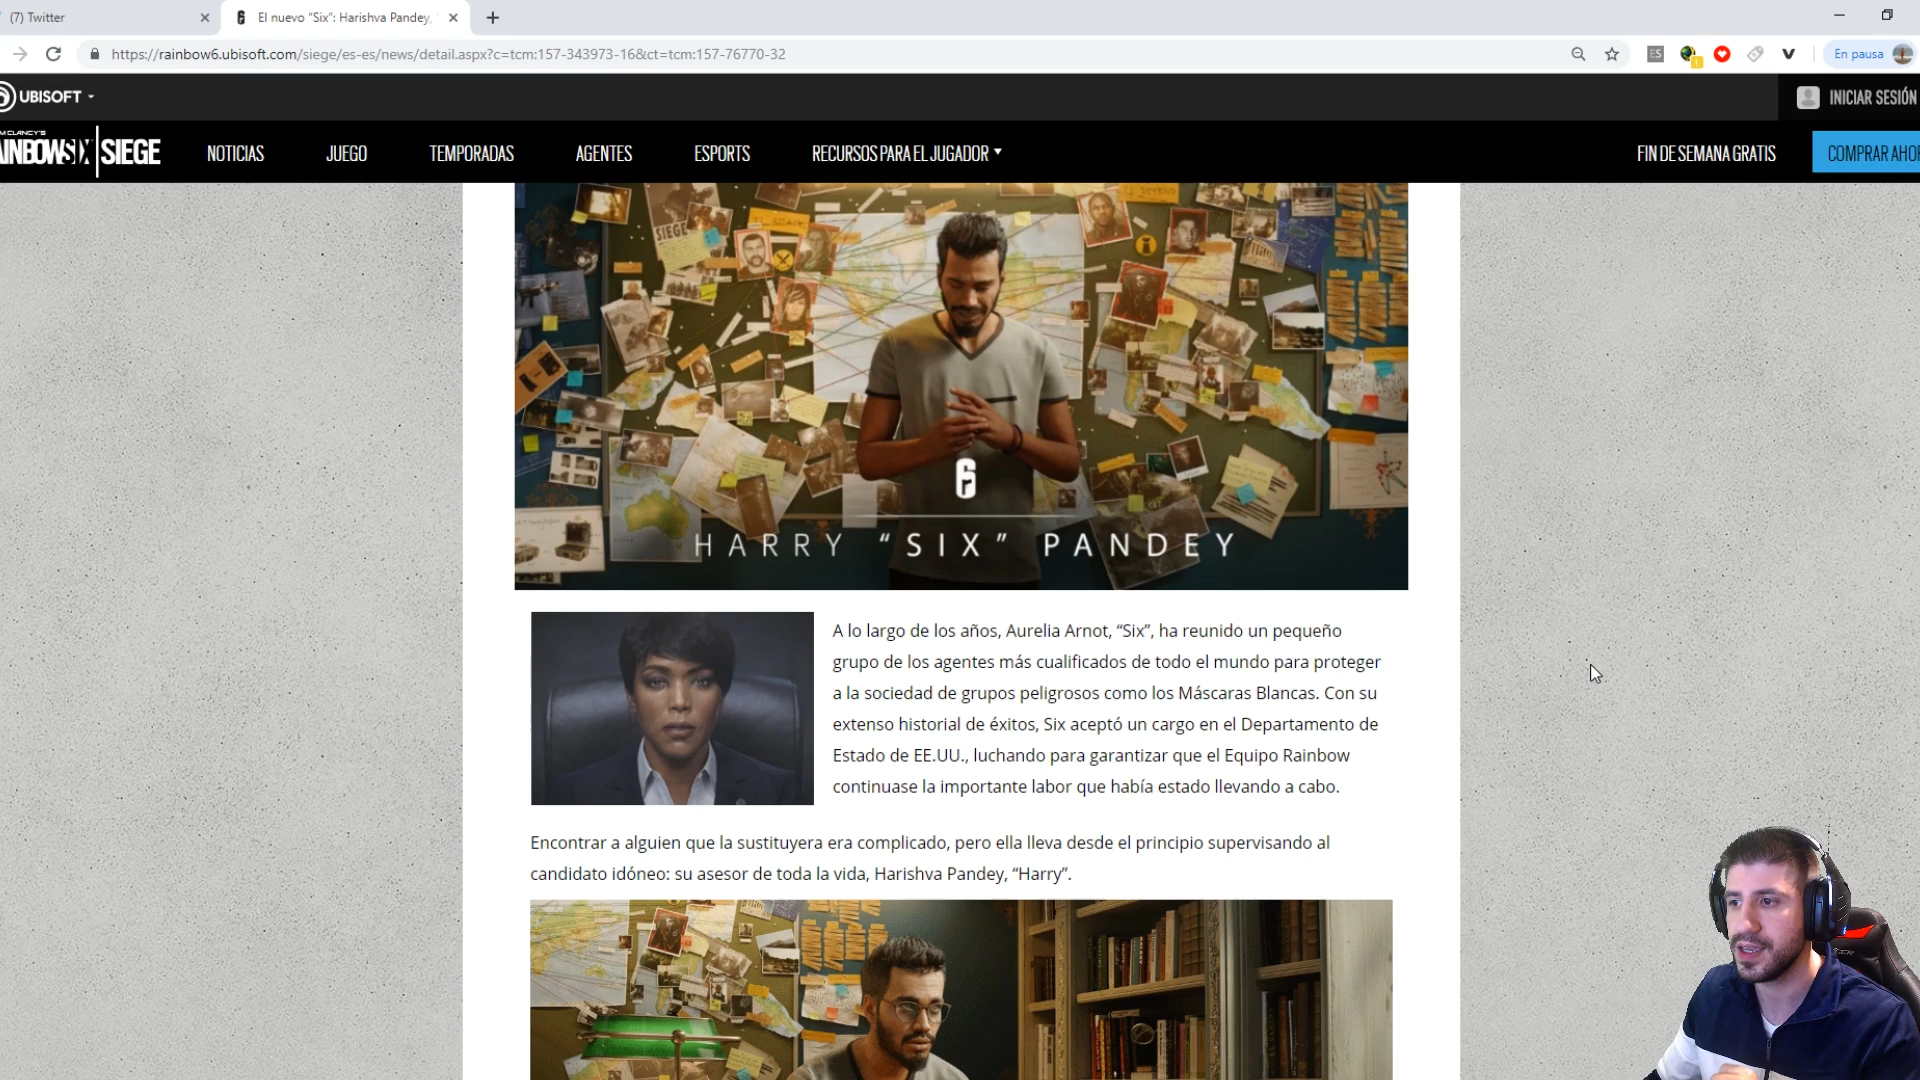 (7) Twitter
El nuevo “Six”: Harishva Pandey,
https://rainbow6.ubisoft.com/siege/es-es/news/detail.aspx?c=tcm:157-343973-16&ct=tcm:157-76770-32
ES
En pausa
UBISOFT
INICIAR SESIÓN
SIEGE
NOTICIAS
JUEGO
TEMPORADAS
AGENTES
ESPORTS
RECURSOS PARA EL JUGADOR
FIN DE SEMANA GRATIS
COMPRAR AHO
SIEGE
6
HARRY “SIX” PANDEY
A lo largo de los años, Aurelia Arnot, “Six”, ha reunido un pequeño
grupo de los agentes más cualificados de todo el mundo para proteger
a la sociedad de grupos peligrosos como los Máscaras Blancas. Con su
extenso historial de éxitos, Six aceptó un cargo en el Departamento de
Estado de EE.UU., luchando para garantizar que el Equipo Rainbow
continuase la importante labor que había estado llevando a cabo.
Encontrar a alguien que la sustituyera era complicado, pero ella lleva desde el principio supervisando al
candidato idóneo: su asesor de toda la vida, Harishva Pandey, “Harry”.